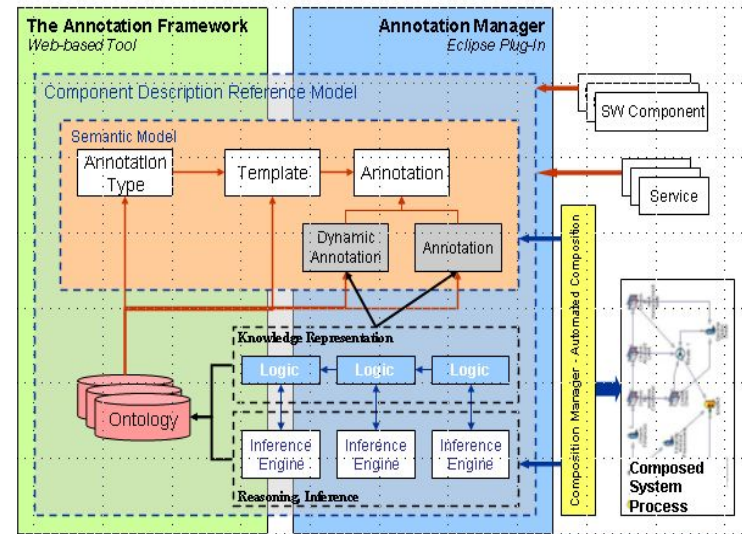 The Annotation Framework
Web-based Tool
Annotation Manager
Eclipse Plug-In
Component Description Reference Model
SW Component
Semantic Model
Annotation
Type
Template
Annotation
Service
Dynamic
Annotation
Annotation
Composition Manager - Automated Composition
Knowledge Representation
Logic
Logic
Logic
Ontology
Inference
Engine
Inference
Engine
Inference
Engine
Reasoning, Inference
Composed
System
Process